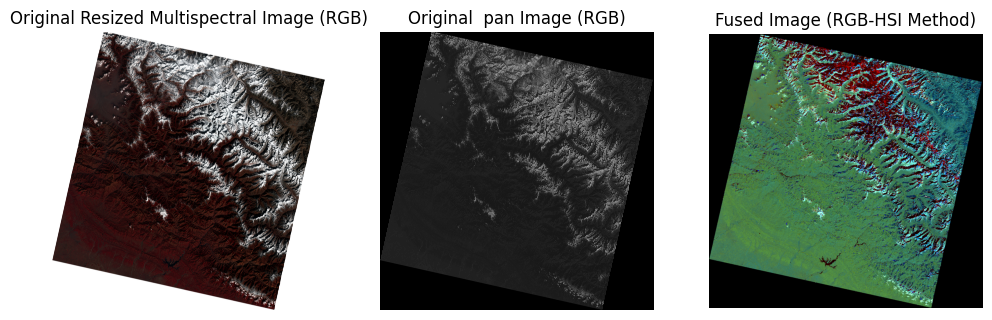 Original Resized Multispectral Image (RGB)
Original  pan Image (RGB)
Fused Image (RGB-HSI Method)